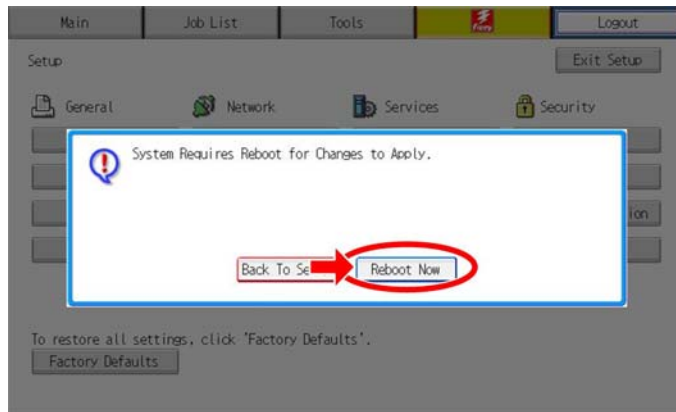 Main
Job List
Tools
Fiery
Logout
Setup
Exit Setup
General
Network
Services
Security
System Requires Reboot for Changes to Apply.
ion
Back To Se
Reboot Now
To restore all settings, click 'Factory Defaults'.
Factory Defaults